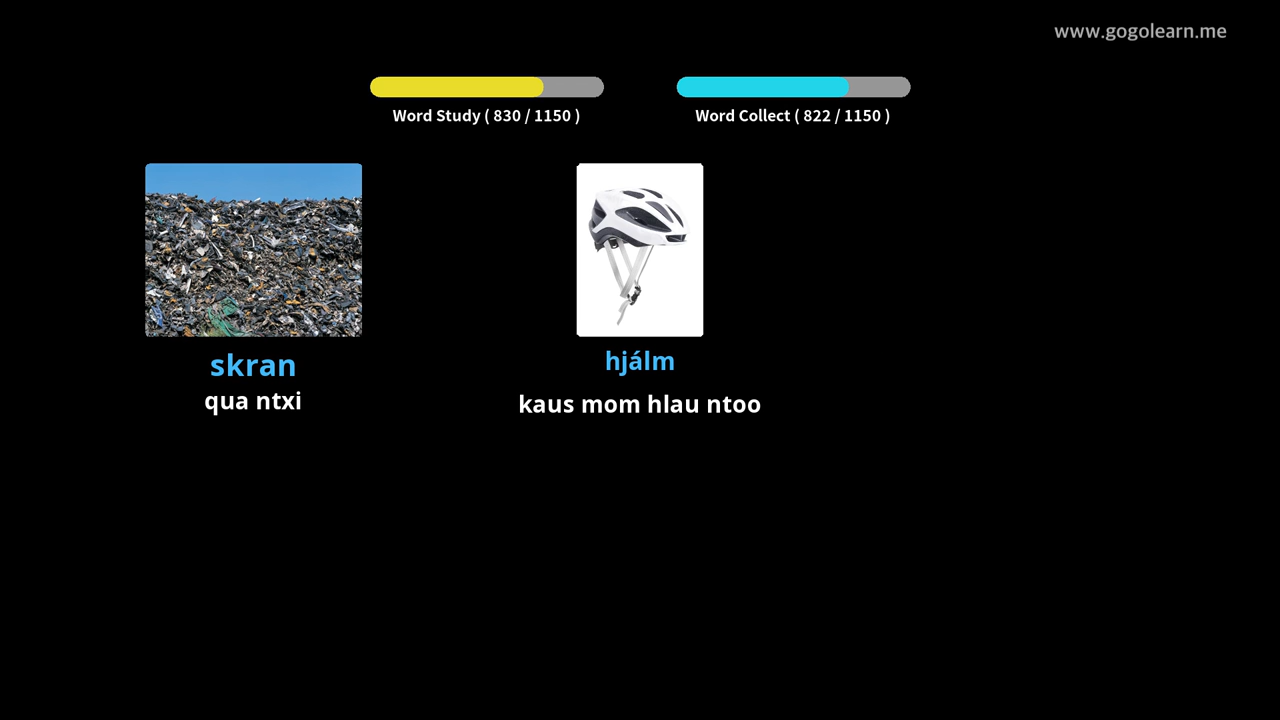 www.gogolearn.me
Word Study ( 830 / 1150 )
Word Collect ( 822 / 1150 )
skran
qua ntxi
hjálm
kaus mom hlau ntoo